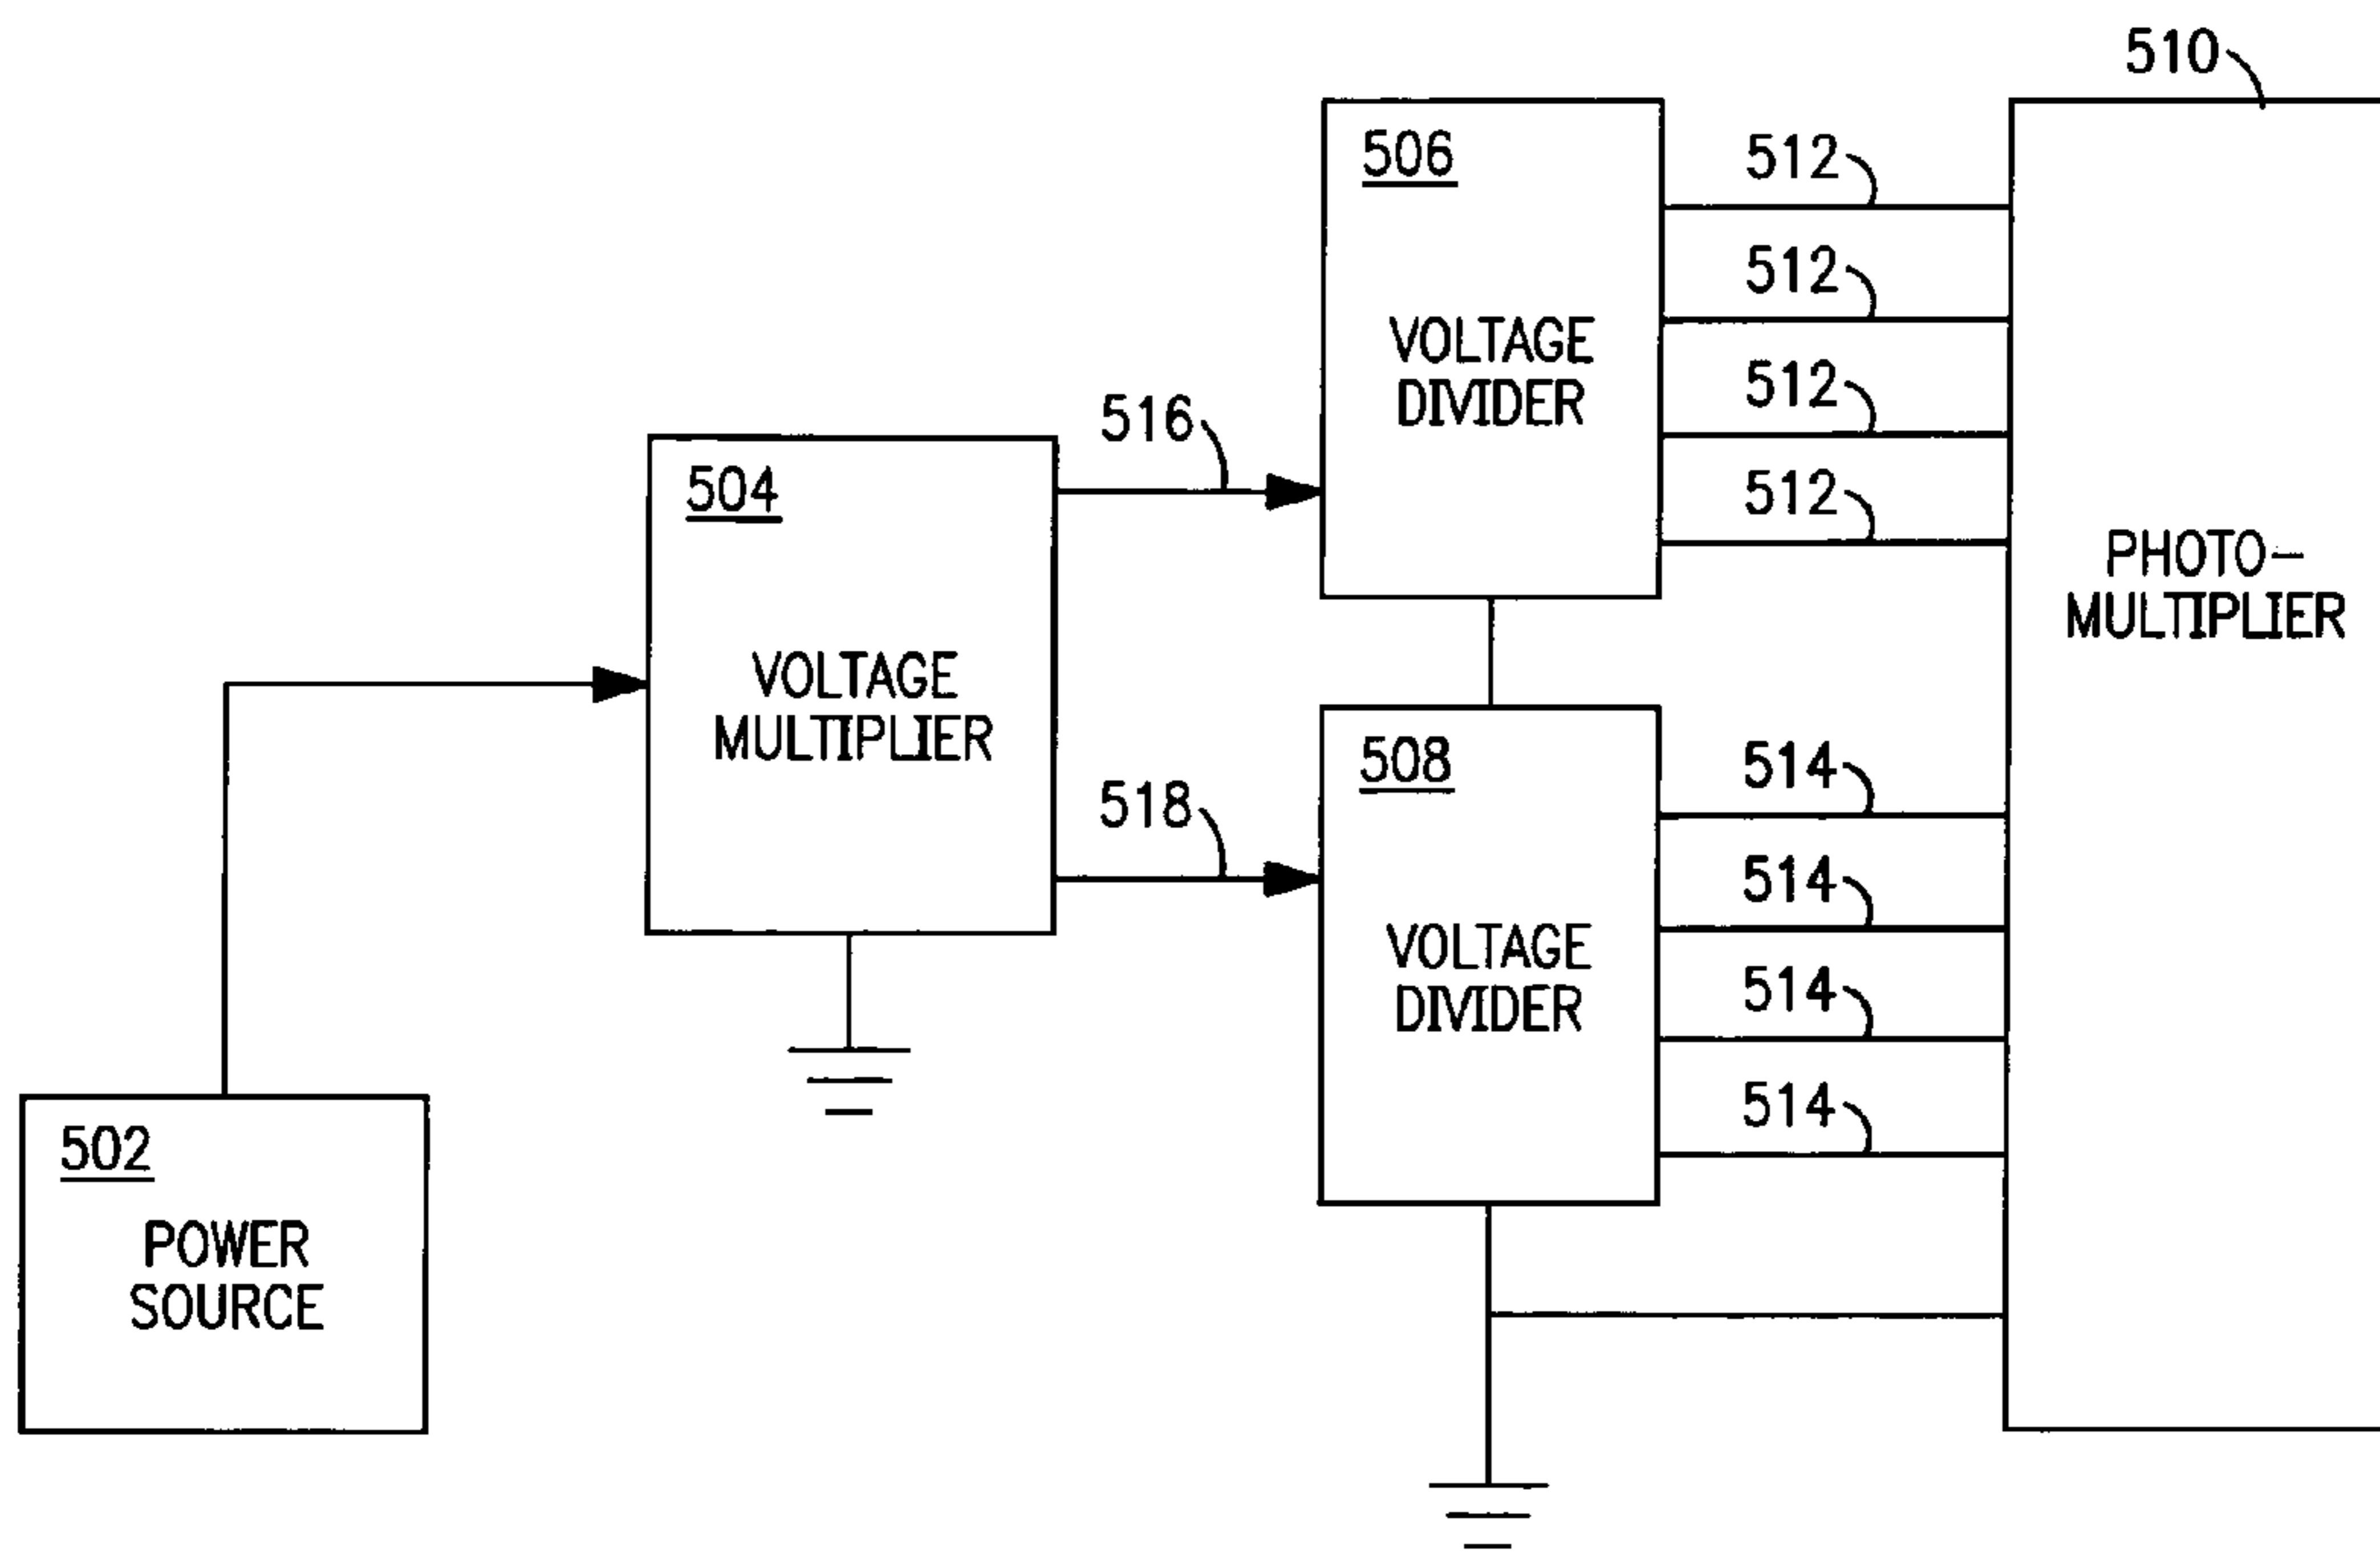 510
506
512
512
VOLTAGE
DIVIDER
512
512
516
504
PHOTO-
MULTIPLIER
VOLTAGE
MULTIPLIER
518
508
514
514
VOLTAGE
DIVIDER
514
514
502
POWER
SOURCE